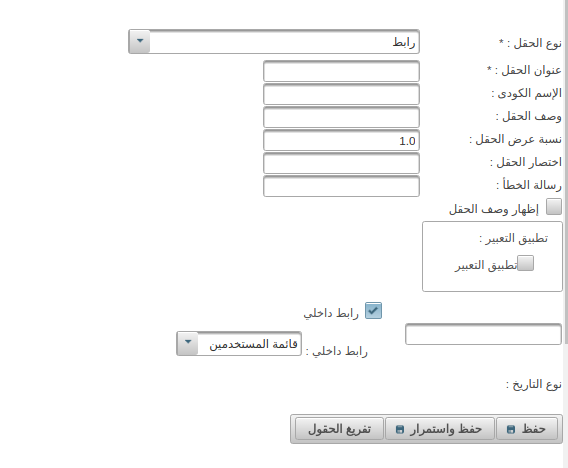 نوع الحقل : * رابط
عنوان الحقل : *
الإسم الكودى :
وصف الحقل :
نسبة عرض الحقل : 1.0
اختصار الحقل :
رسالة الخطأ :
إظهار وصف الحقل
تطبيق التعبير :
تطبيق التعبير
رابط داخلي
رابط داخلي : قائمة المستخدمين
نوع التاريخ :
حفظ حفظ واستمرار تفريغ الحقول